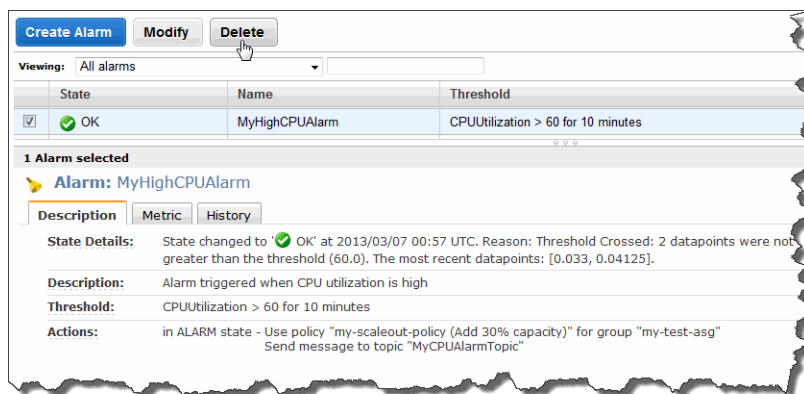 Create Alarm Modify Delete
Viewing: All alarms
State Name Threshold
OK MyHighCPUAlarm CPUUtilization > 60 for 10 minutes
1 Alarm selected
Alarm: MyHighCPUAlarm
Description Metric History
State Details: State changed to ' OK' at 2013/03/07 00:57 UTC. Reason: Threshold Crossed: 2 datapoints were not
greater than the threshold (60.0). The most recent datapoints: [0.033, 0.04125].
Description: Alarm triggered when CPU utilization is high
Threshold: CPUUtilization > 60 for 10 minutes
Actions: in ALARM state - Use policy "my-scaleout-policy (Add 30% capacity)" for group "my-test-asg"
Send message to topic "MyCPUAlarmTopic"